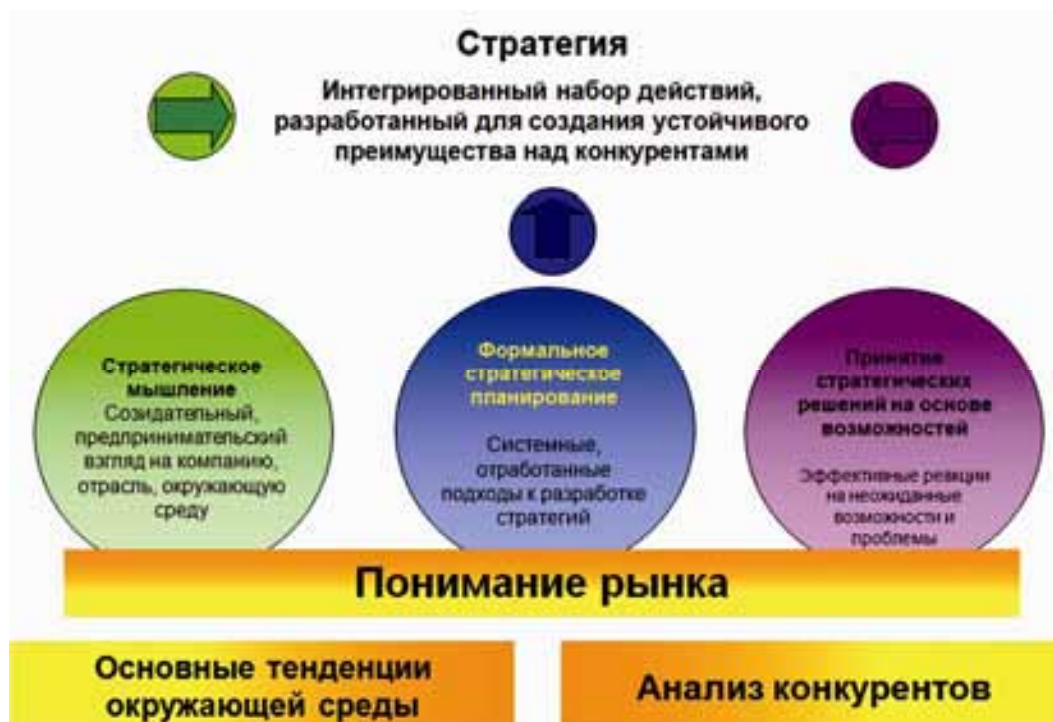 Стратегия
Интегрированный набор действий,
разработанный для создания устойчивого
преимущества над конкурентами
Стратегическое
мышление
Созидательный,
предпринимательский
взгляд на компанию,
отрасль, окружающую
среду
Формальное
стратегическое
планирование
Системные,
отработанные
подходы к разработке
стратегий
Принятие
стратегических
решений на основе
возможностей
Эффективные реакции
на неожиданные
возможности и
проблемы
Понимание рынка
Основные тенденции
окружающей среды
Анализ конкурентов